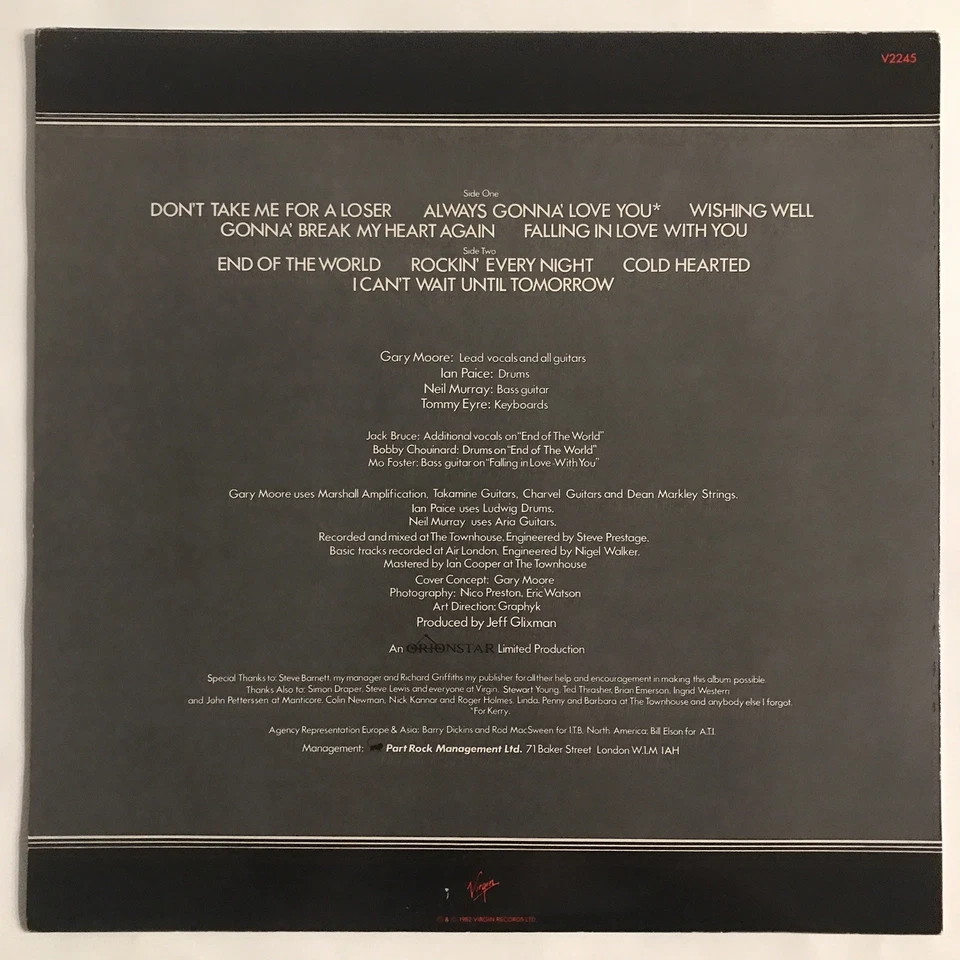 V2245
Side One
DON'T TAKE ME FOR A LOSER ALWAYS GONNA' LOVE YOU* WISHING WELL
GONNA' BREAK MY HEART AGAIN FALLING IN LOVE WITH YOU
Side Two
END OF THE WORLD ROCKIN' EVERY NIGHT COLD HEARTED
I CAN'T WAIT UNTIL TOMORROW
Gary Moore: Lead vocals and all guitars
Ian Paice: Drums
Neil Murray: Bass guitar
Tommy Eyre: Keyboards
Jack Bruce: Additional vocals on "End of The World"
Bobby Chouinard: Drums on "End of The World"
Mo Foster: Bass guitar on "Falling in Love With You"
Gary Moore uses Marshall Amplification, Takamine Guitars, Charvel Guitars and Dean Markley Strings.
Ian Paice uses Ludwig Drums.
Neil Murray uses Aria Guitars.
Recorded and mixed at The Townhouse. Engineered by Steve Prestage.
Basic tracks recorded at Air London, Engineered by Nigel Walker.
Mastered by Ian Cooper at The Townhouse
Cover Concept: Gary Moore
Photography: Nico Preston, Eric Watson
Art Direction: Graphyk
Produced by Jeff Glixman
An ORIONSTAR Limited Production
Special Thanks to: Steve Barnett, my manager and Richard Griffiths my publisher for all their help and encouragement in making this album possible
Thanks Also to: Simon Draper, Steve Lewis and everyone at Virgin. Stewart Young, Ted Thrasher, Brian Emerson, Ingrid Western
and John Petterssen at Manticore. Colin Newman, Nick Kannar and Roger Holmes. Linda, Penny and Barbara at The Townhouse and anybody else I forgot.
*For Kerry.
Agency Representation Europe & Asia: Barry Dickins and Rod MacSween for I.T.B. North America: Bill Elson for A.T.I.
Management: Part Rock Management Ltd. 71 Baker Street London W.1.M 1AH
Virgin
Ⓟ & © 1982 VIRGIN RECORDS LTD